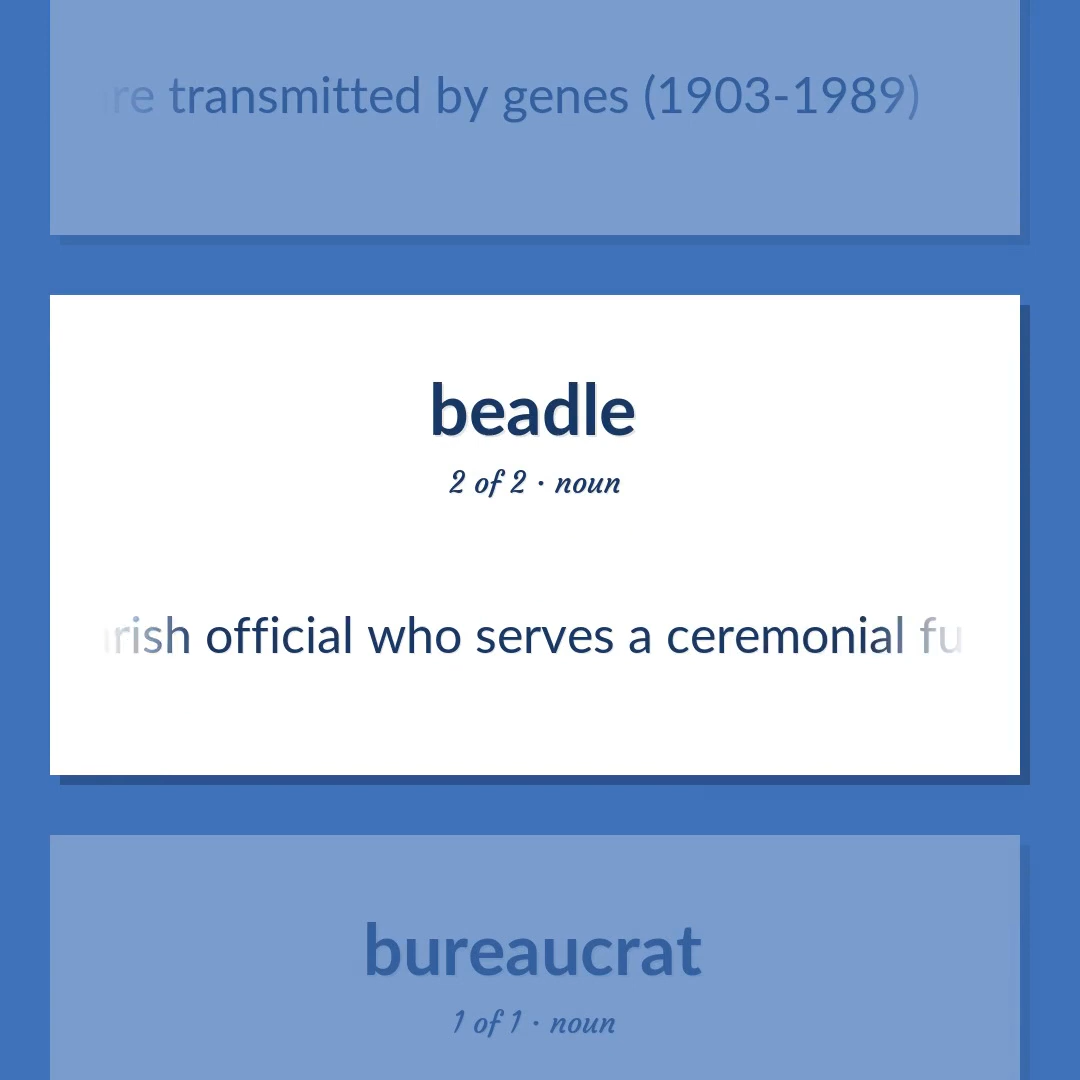 transmitted by genes (1903-1989)
beadle
2 of 2 · noun
official who serves a ceremonial
bureaucrat
1 of 1 · noun